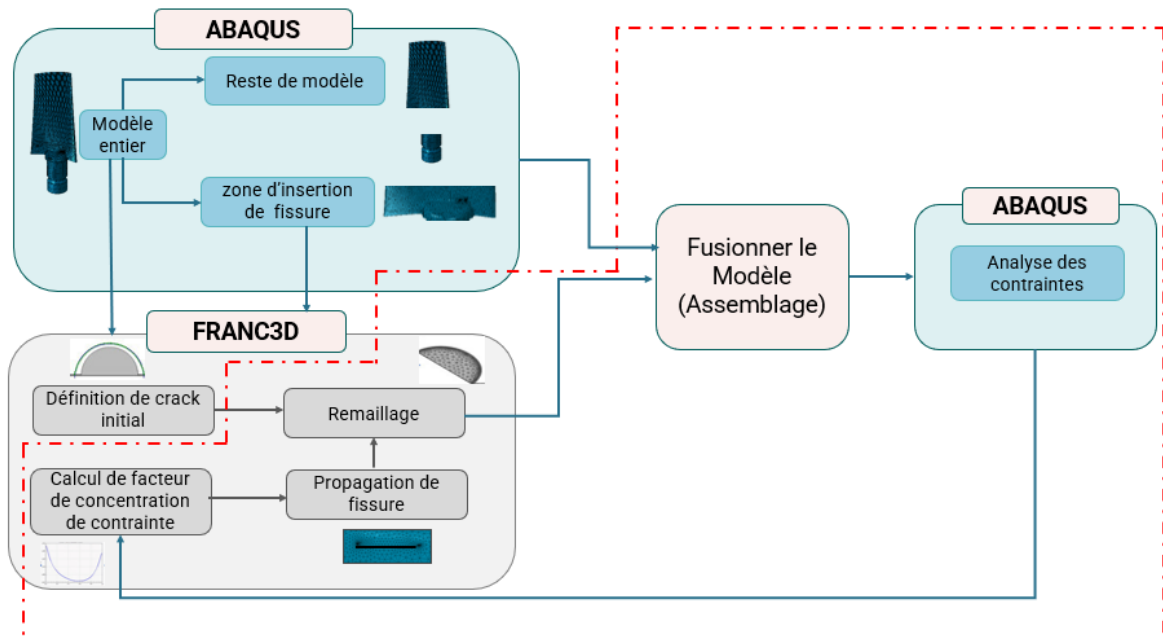 ABAQUS
Reste de modèle
Modèle
entier
zone d'insertion
de fissure
FRANC3D
Définition de crack
initial
Remaillage
Calcul de facteur
de concentration
de contrainte
Propagation de
fissure
Fusionner le
Modèle
(Assemblage)
ABAQUS
Analyse des
contraintes